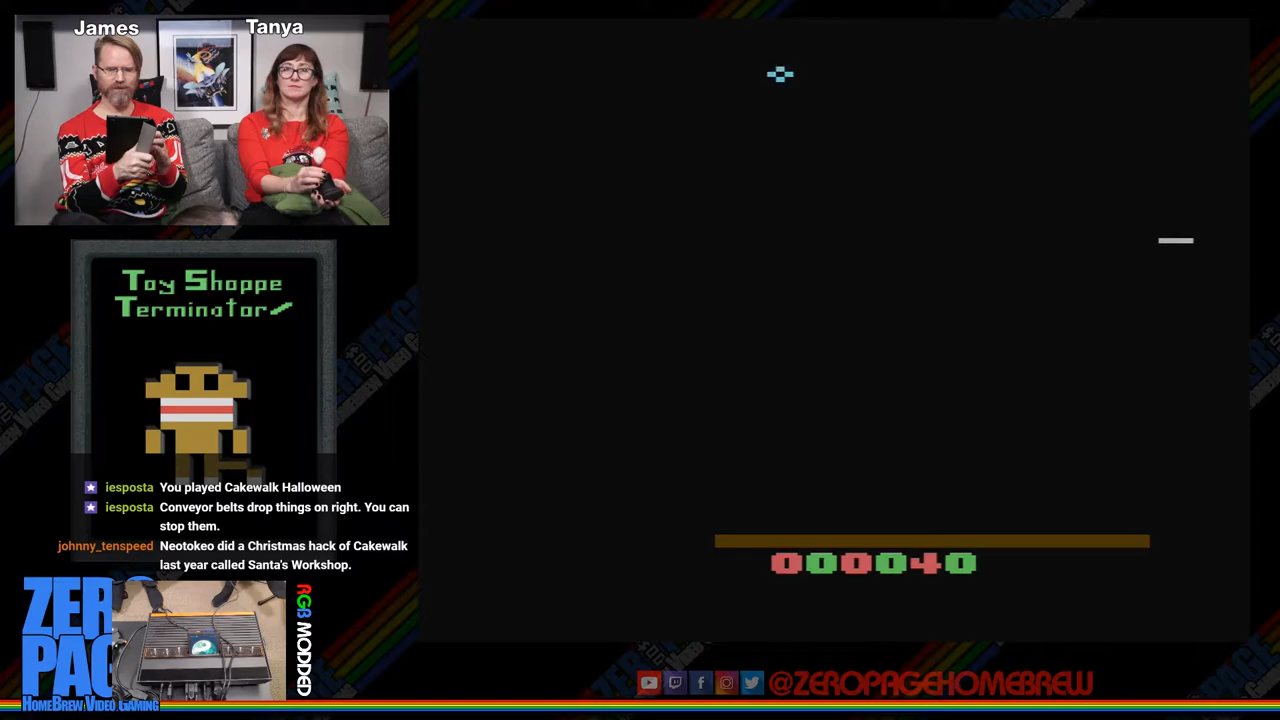 James
Tanya
Toy Shoppe
Terminator
iesposta You played Cakewalk Halloween
iesposta Conveyor belts drop things on right. You can
stop them.
johnny_tenspeed Neotokeo did a Christmas hack of Cakewalk
last year called Santa's Workshop.
000040
ZER
PAG
HOMEBREW VIDEO GAMING
RGB MODDED
@ZEROPAGEHOMEBREW